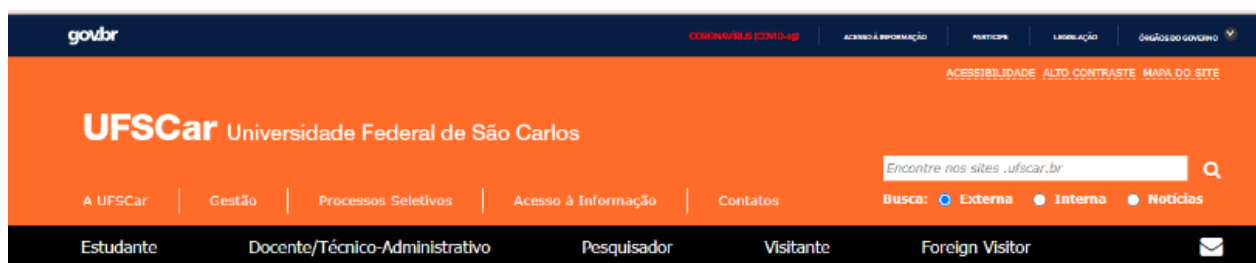 gov.br CORONAVÍRUS (COVID-19) ACESSO À INFORMAÇÃO PARTICIPE LEGISLAÇÃO ÓRGÃOS DO GOVERNO
ACESSIBILIDADE ALTO CONTRASTE MAPA DO SITE
UFSCar Universidade Federal de São Carlos
Encontre nos sites .ufscar.br
A UFSCar Gestão Processos Seletivos Acesso à Informação Contatos Busca: Externa Interna Notícias
Estudante Docente/Técnico-Administrativo Pesquisador Visitante Foreign Visitor